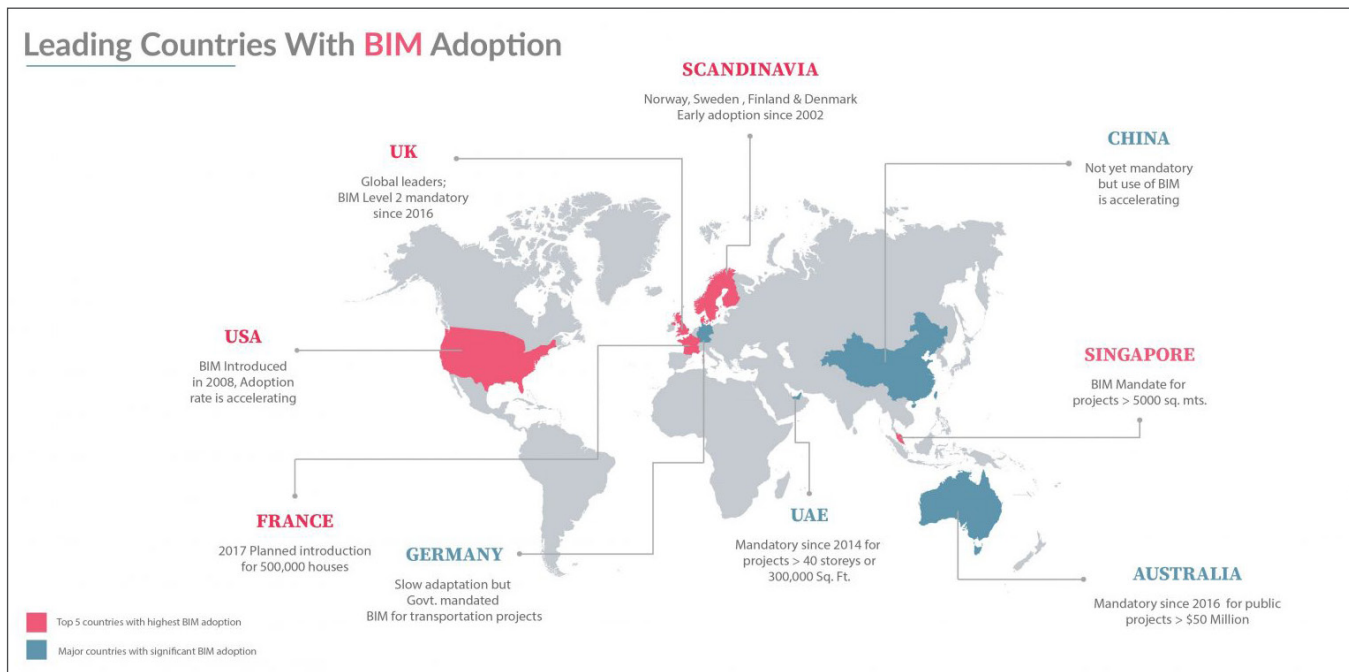 Leading Countries With BIM Adoption
SCANDINAVIA
Norway, Sweden , Finland & Denmark
Early adoption since 2002
UK
Global leaders;
BIM Level 2 mandatory
since 2016
CHINA
Not yet mandatory
but use of BIM
is accelerating
USA
BIM Introduced
in 2008, Adoption
rate is accelerating
SINGAPORE
BIM Mandate for
projects > 5000 sq. mts.
FRANCE
2017 Planned introduction
for 500,000 houses
GERMANY
Slow adaptation but
Govt. mandated
BIM for transportation projects
UAE
Mandatory since 2014 for
projects > 40 storeys or
300,000 Sq. Ft.
AUSTRALIA
Mandatory since 2016 for public
projects > $50 Million
Top 5 countries with highest BIM adoption
Major countries with significant BIM adoption